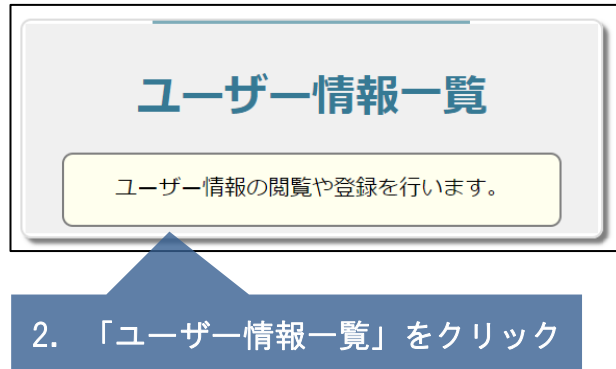 ユーザー情報一覧
ユーザー情報の閲覧や登録を行います。
2. 「ユーザー情報一覧」をクリック